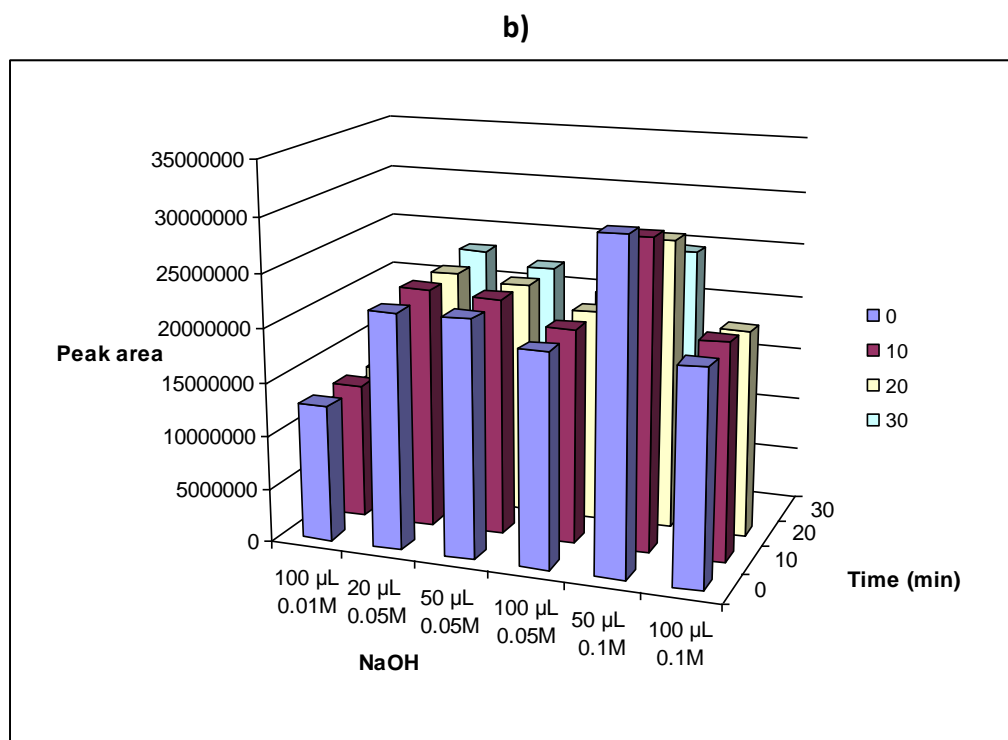 b)
35000000
30000000
25000000
20000000
15000000
10000000
5000000
0
Peak area
100 µL
0.01M
20 µL
0.05M
50 µL
0.05M
100 µL
0.05M
50 µL
0.1M
100 µL
0.1M
NaOH
0
10
20
30
Time (min)
0
10
20
30